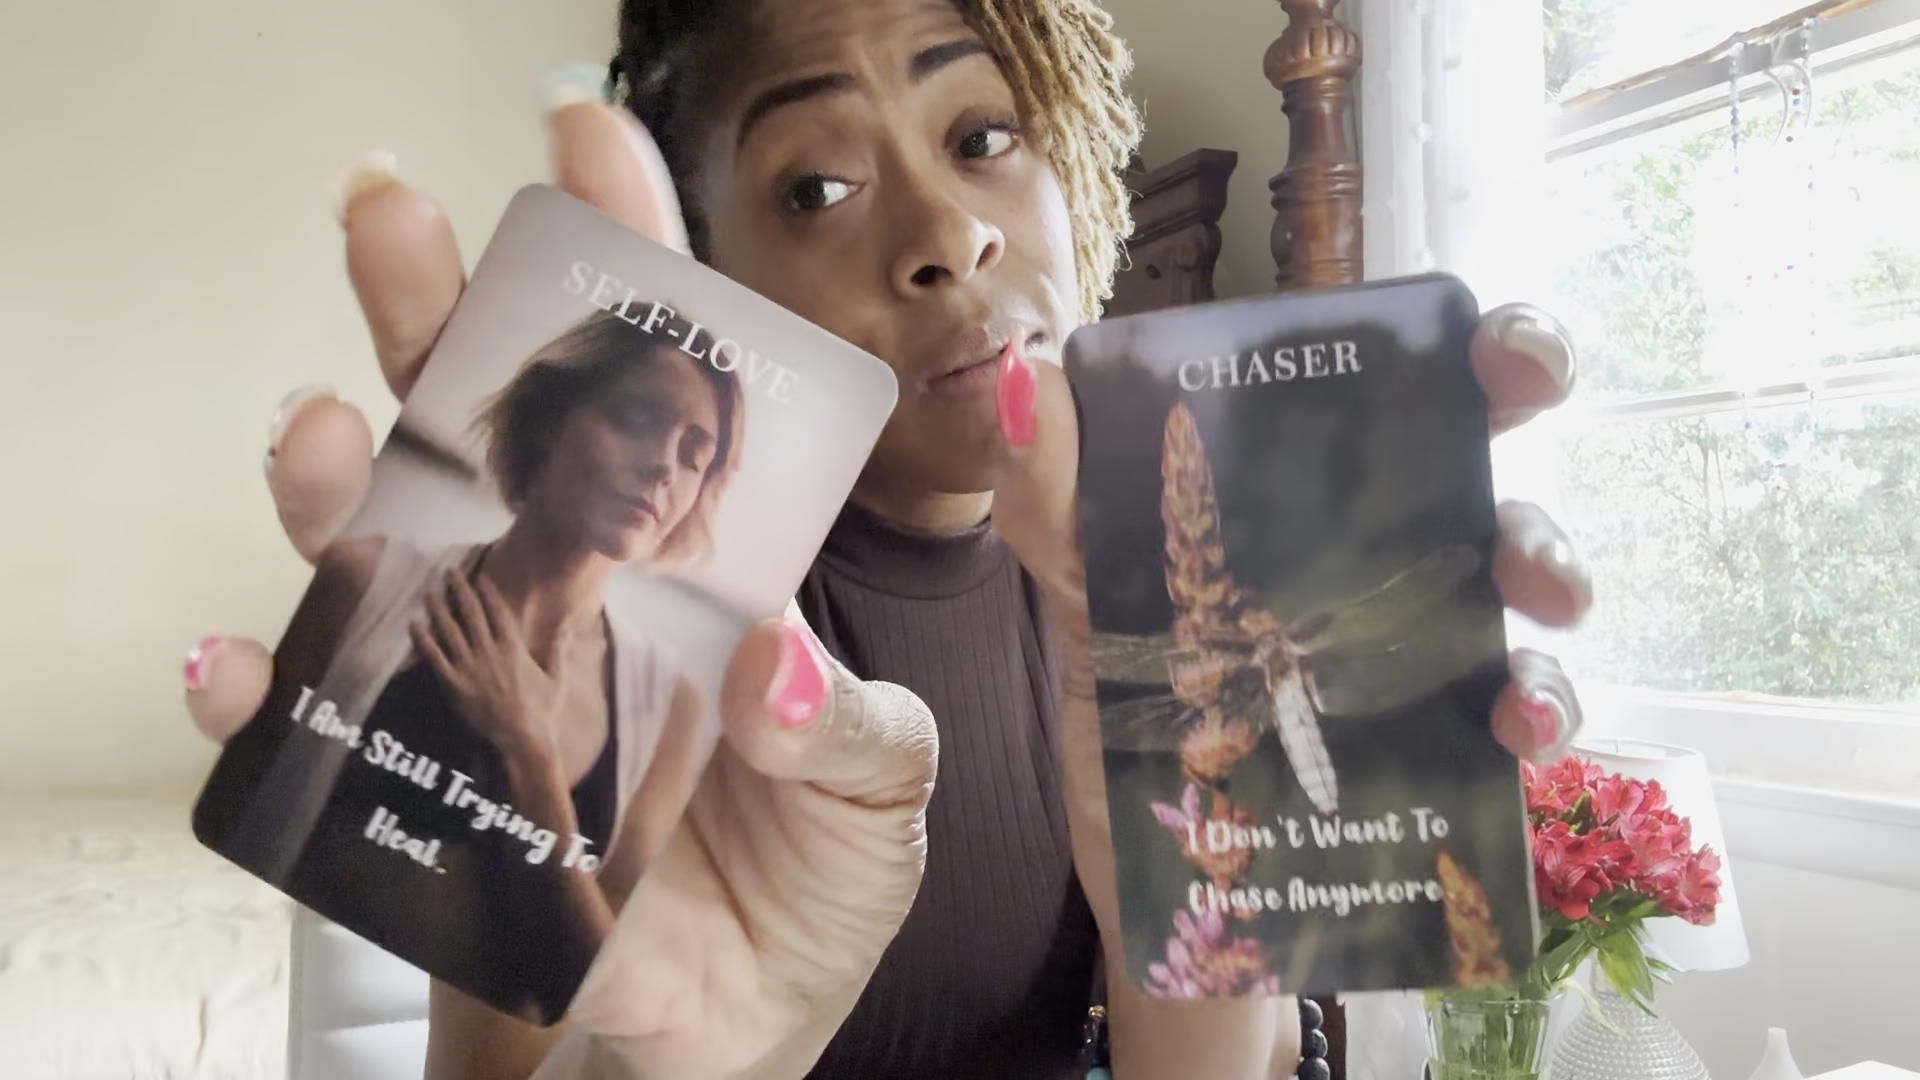 SELF-LOVE
I Am Still Trying To
Heal.
CHASER
I Don't Want To
Chase Anymore